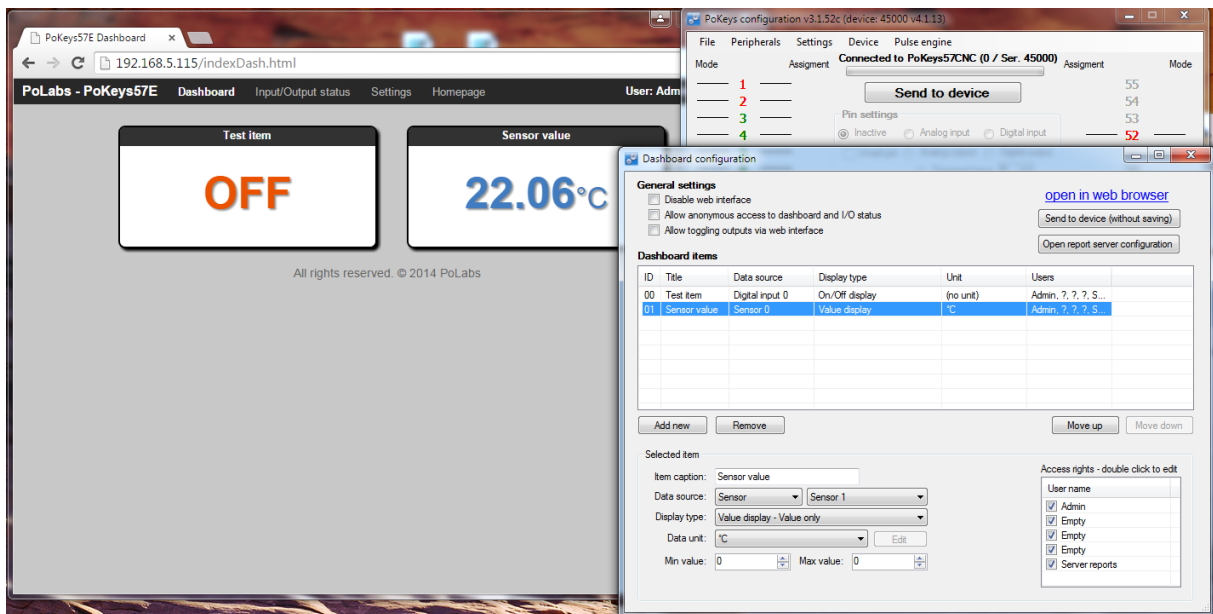 PoKeys57E Dashboard
192.168.5.115/indexDash.html
PoLabs - PoKeys57E Dashboard Input/Output status Settings Homepage User: Adm
Test item Sensor value
OFF 22.06°C
All rights reserved. © 2014 PoLabs
PoKeys configuration v3.1.52c (device: 45000 v4.1.13)
File Peripherals Settings Device Pulse engine
Mode Assigment Connected to PoKeys57CNC (0 / Ser. 45000) Assigment Mode
1 55
Send to device
2 54
3 Pin settings 53
4 Inactive Analog input Digital input 52
Dashboard configuration
General settings
Disable web interface
Allow anonymous access to dashboard and I/O status
Allow toggling outputs via web interface
open in web browser
Send to device (without saving)
Open report server configuration
Dashboard items
ID Title Data source Display type Unit Users
00 Test item Digital input 0 On/Off display (no unit) Admin, ?, ?, ?, S...
01 Sensor value Sensor 0 Value display °C Admin, ?, ?, ?, S...
Add new Remove Move up Move down
Selected item
Item caption: Sensor value
Data source: Sensor Sensor 1
Display type: Value display - Value only
Data unit: °C Edit
Min value: 0 Max value: 0
Access rights - double click to edit
User name
Admin
Empty
Empty
Empty
Server reports